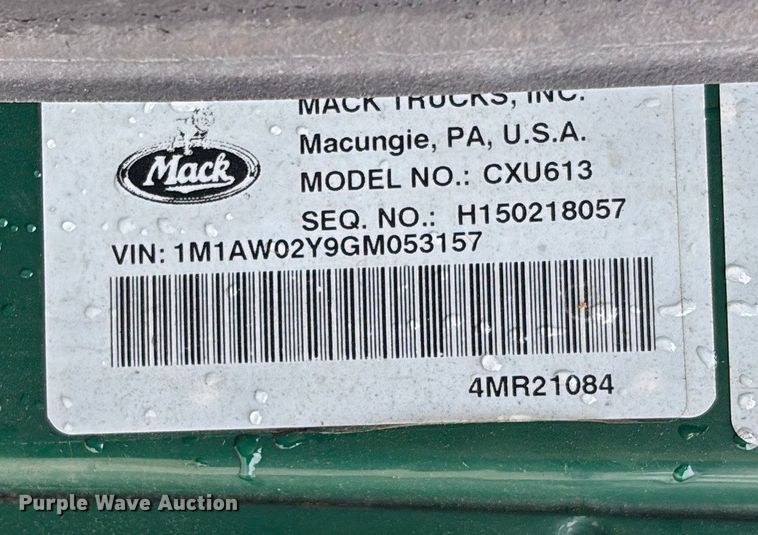 MACK TRUCKS, INC.
Macungie, PA, U.S.A.
Mack
MODEL NO.: CXU613
SEQ. NO.: H150218057
VIN: 1M1AW02Y9GM053157
4MR21084
Purple Wave Auction